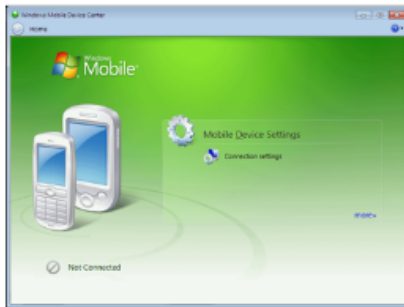 Windows Mobile Device Center
Home
Windows
Mobile
Mobile Device Settings
Connection settings
more»
Not Connected